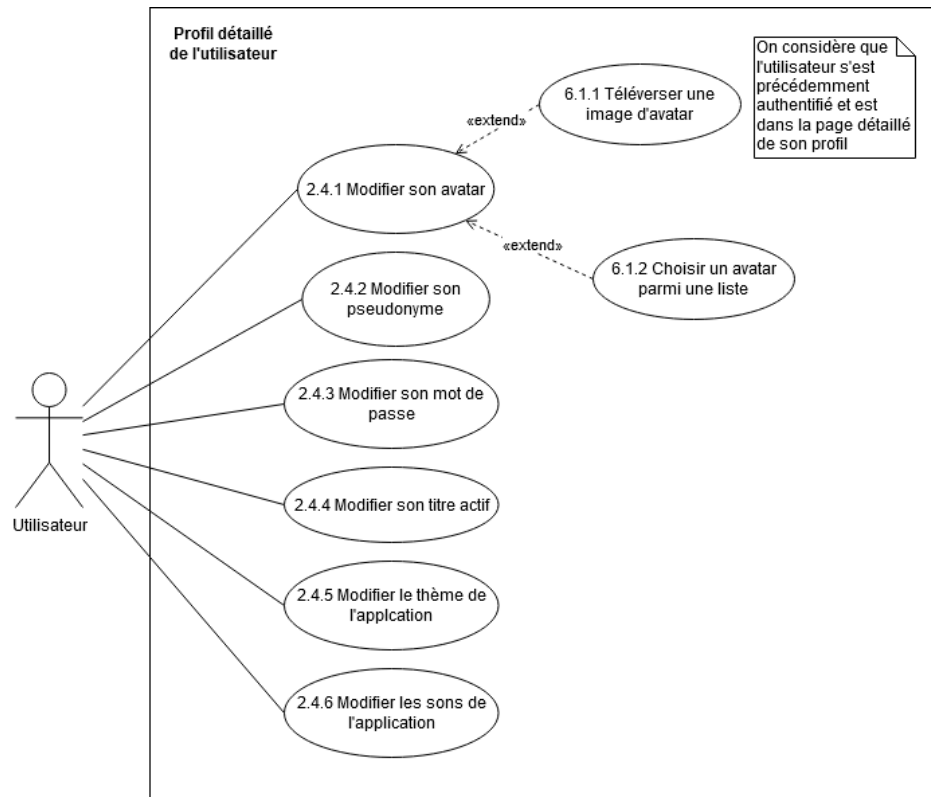 Profil détaillé
de l'utilisateur
On considère que
l'utilisateur s'est
précédemment
authentifié et est
dans la page détaillé
de son profil
6.1.1 Téléverser une
image d'avatar
«extend»
2.4.1 Modifier son avatar
«extend»
6.1.2 Choisir un avatar
parmi une liste
2.4.2 Modifier son
pseudonyme
2.4.3 Modifier son mot de
passe
2.4.4 Modifier son titre actif
Utilisateur
2.4.5 Modifier le thème de
l'applcation
2.4.6 Modifier les sons de
l'application